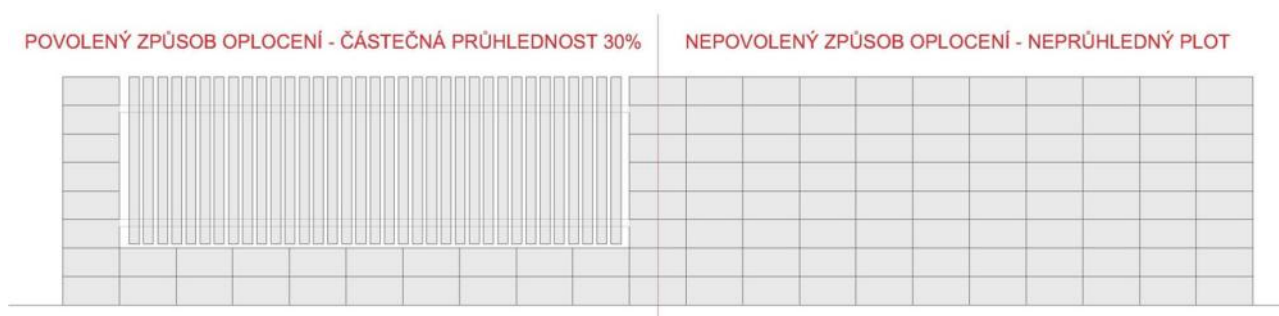 POVOLENÝ ZPŮSOB OPLOCENÍ - ČÁSTEČNÁ PRŮHLEDNOST 30%
NEPOVOLENÝ ZPŮSOB OPLOCENÍ - NEPRŮHLEDNÝ PLOT